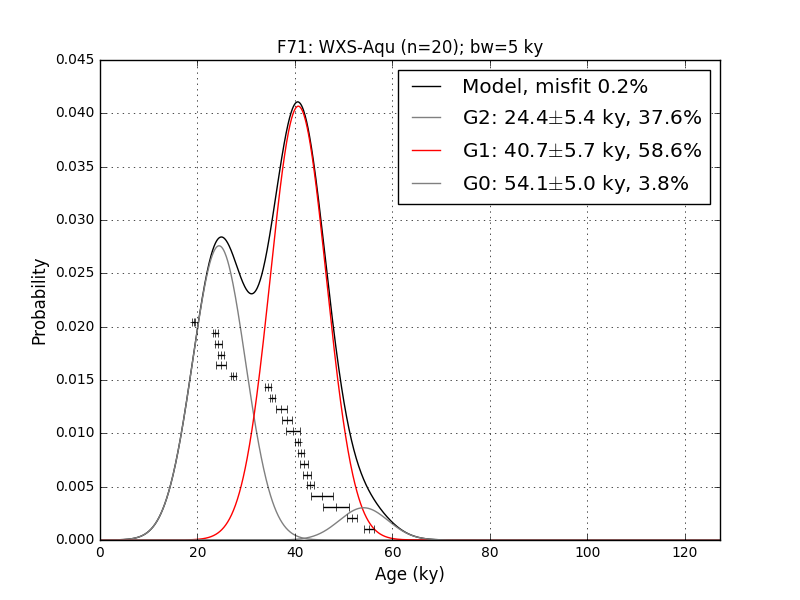 F71: WXS-Aqu (n=20); bw=5 ky
Model, misfit 0.2%
G2: 24.4±5.4 ky, 37.6%
G1: 40.7±5.7 ky, 58.6%
G0: 54.1±5.0 ky, 3.8%
0.045
0.040
0.035
0.030
0.025
0.020
0.015
0.010
0.005
0.000
Probability
0 20 40 60 80 100 120
Age (ky)